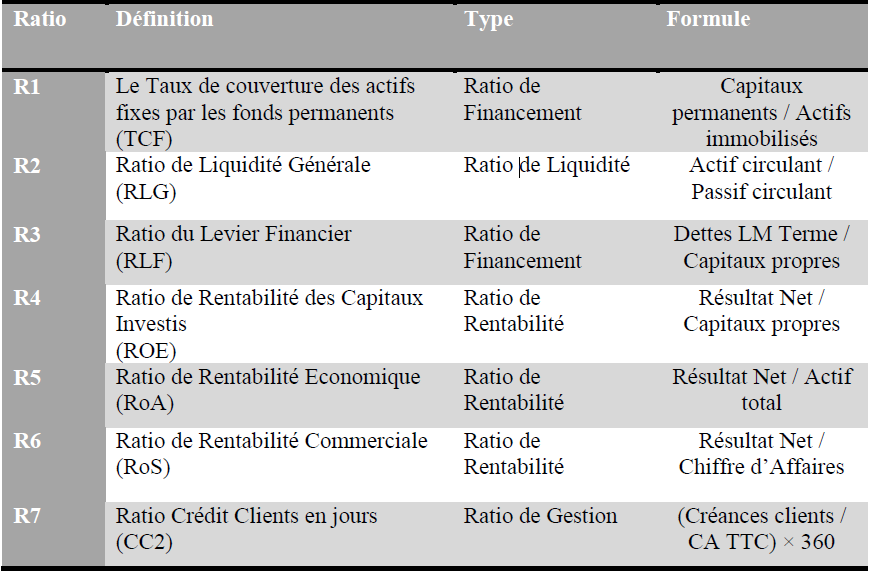 Ratio Définition Type Formule
R1 Le Taux de couverture des actifs Ratio de Capitaux
fixes par les fonds permanents Financement permanents / Actifs
(TCF) immobilisés
R2 Ratio de Liquidité Générale Ratio de Liquidité Actif circulant /
(RLG) Passif circulant
R3 Ratio du Levier Financier Ratio de Dettes LM Terme /
(RLF) Financement Capitaux propres
R4 Ratio de Rentabilité des Capitaux Ratio de Résultat Net /
Investis Rentabilité Capitaux propres
(ROE)
R5 Ratio de Rentabilité Economique Ratio de Résultat Net / Actif
(RoA) Rentabilité total
R6 Ratio de Rentabilité Commerciale Ratio de Résultat Net /
(RoS) Rentabilité Chiffre d’Affaires
R7 Ratio Crédit Clients en jours Ratio de Gestion (Créances clients /
(CC2) CA TTC) × 360